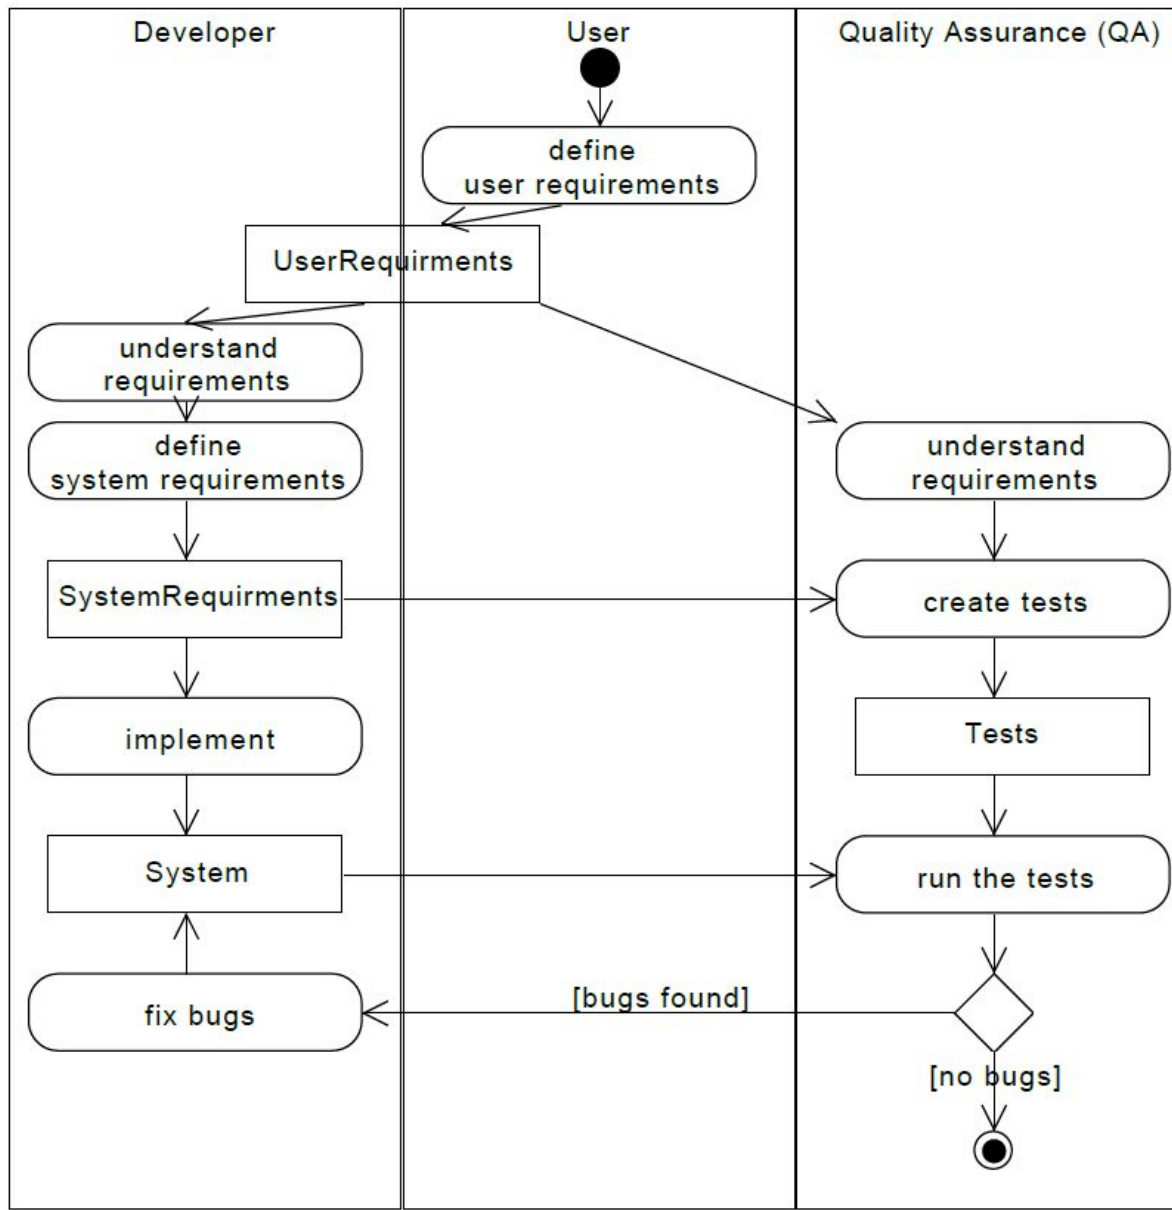 Developer
User
Quality Assurance (QA)
define
user requirements
UserRequirments
understand
requirements
define
system requirements
understand
requirements
SystemRequirments
create tests
implement
Tests
System
run the tests
fix bugs
[bugs found]
[no bugs]